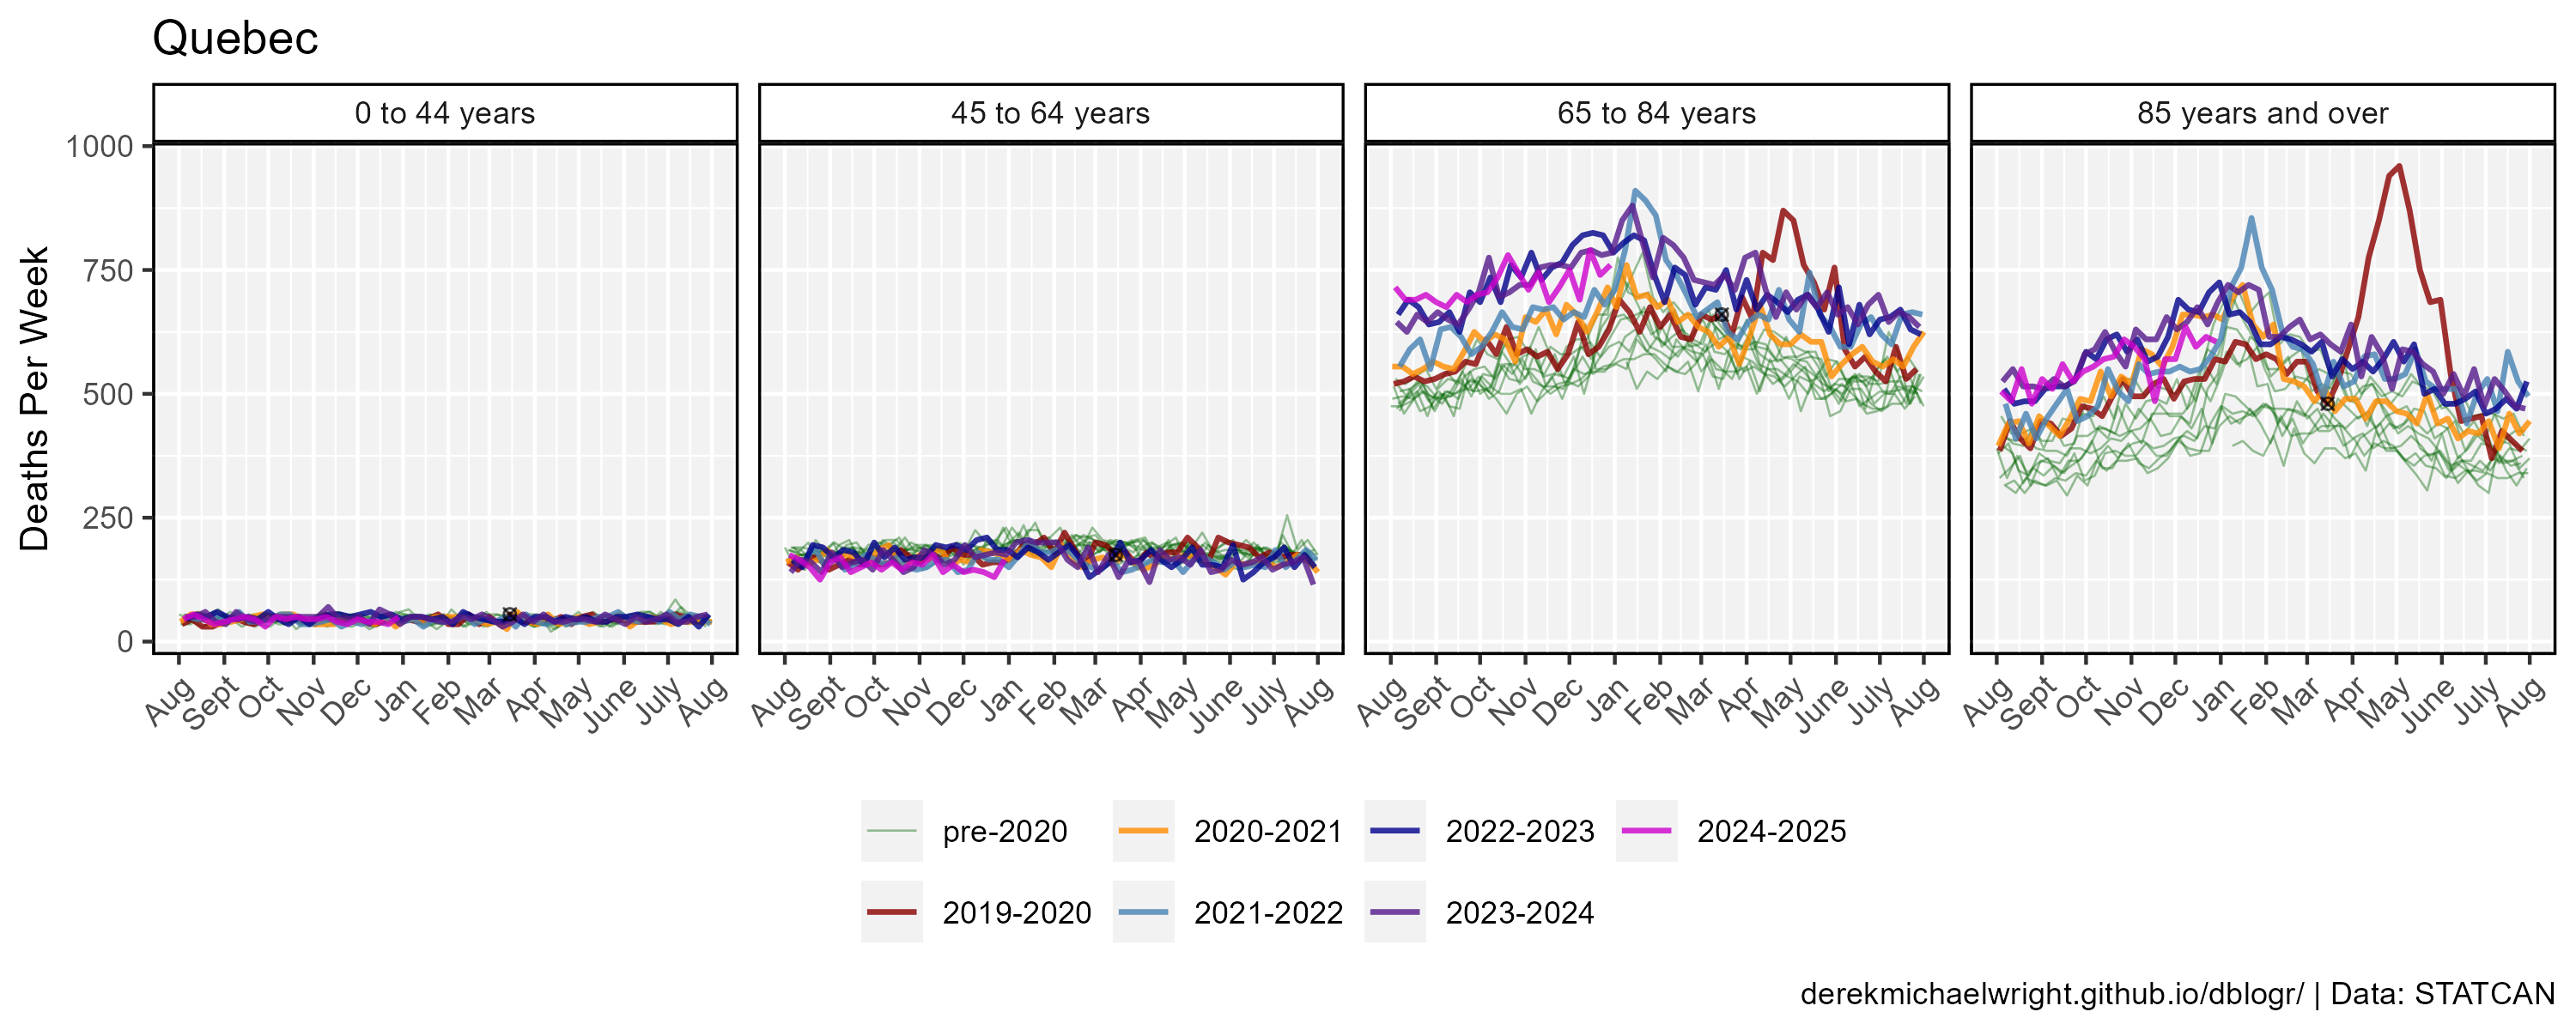 Quebec
0 to 44 years
45 to 64 years
65 to 84 years
85 years and over
Deaths Per Week
1000
750
500
250
0
Aug Sept Oct Nov Dec Jan Feb Mar Apr May June July Aug
Aug Sept Oct Nov Dec Jan Feb Mar Apr May June July Aug
Aug Sept Oct Nov Dec Jan Feb Mar Apr May June July Aug
Aug Sept Oct Nov Dec Jan Feb Mar Apr May June July Aug
pre-2020 2020-2021 2022-2023 2024-2025
2019-2020 2021-2022 2023-2024
derekmichaelwright.github.io/dblogr/ | Data: STATCAN